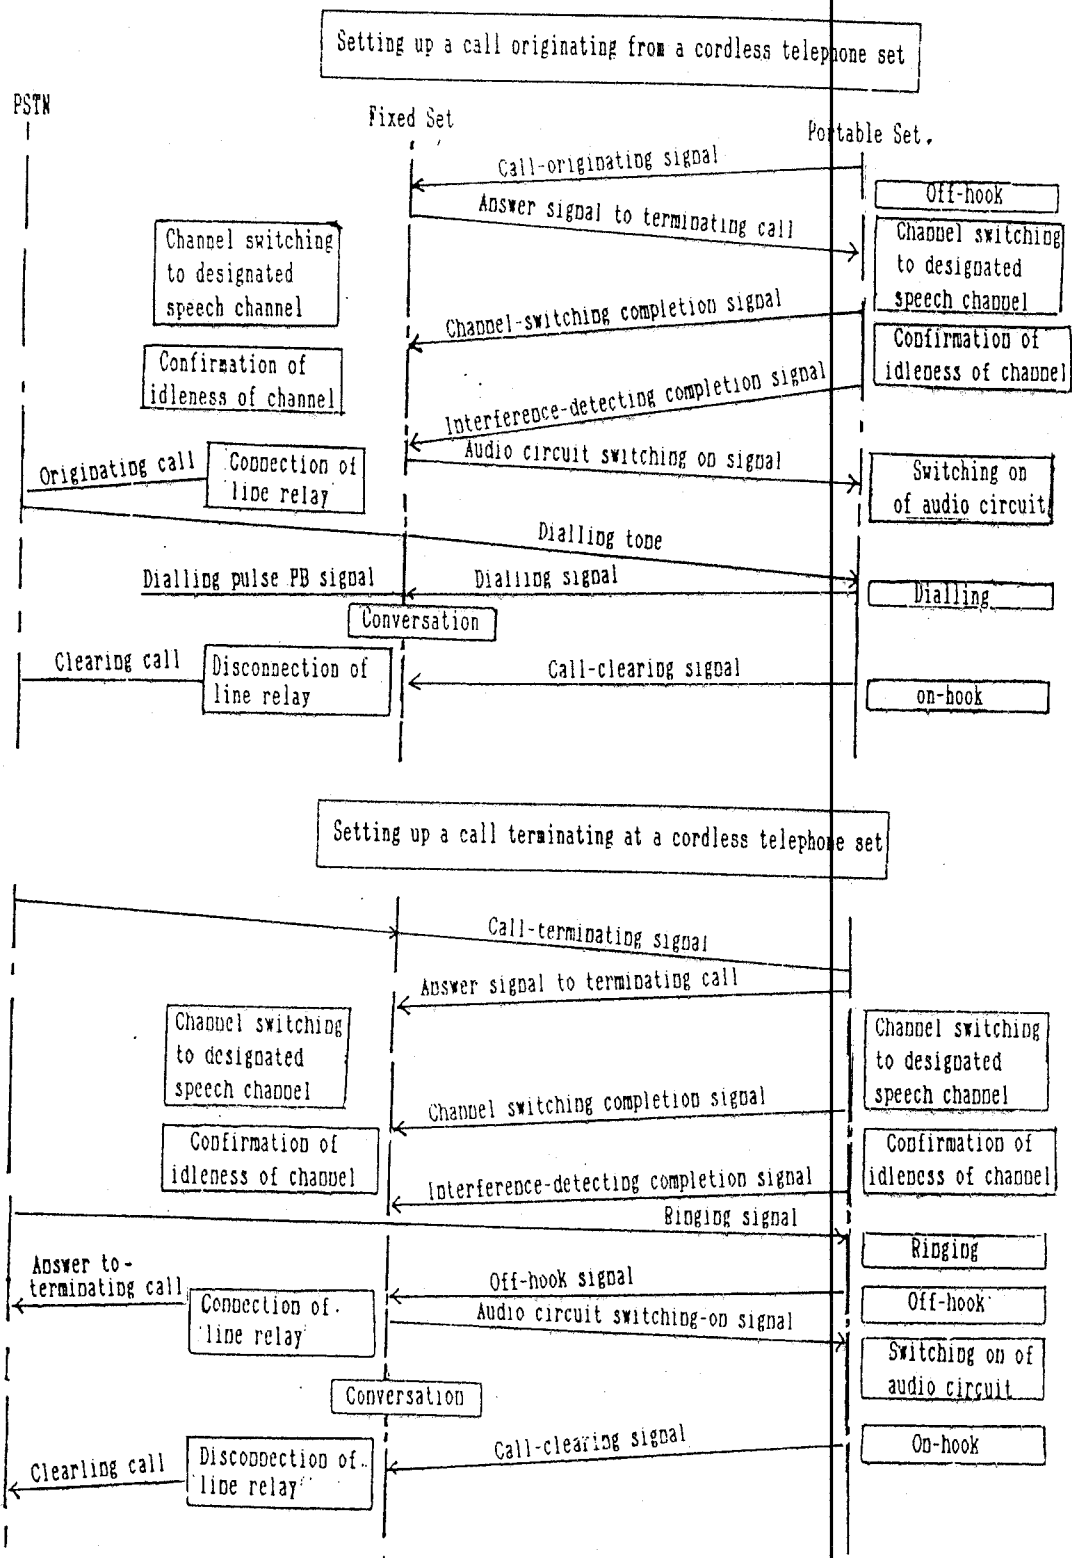 Setting up a call originating from a cordless telephone set
PSTN
Fixed Set
Portable Set.
Call-originating signal
Off-hook
Answer signal to terminating call
Channel switching
to designated
speech channel
Channel switching
to designated
speech channel
Channel-switching completion signal
Confirmation of
idleness of channel
Confirmation of
idleness of channel
Interference-detecting completion signal
Originating call
Connection of
line relay
Audio circuit switching on signal
Switching on
of audio circuit
Dialling tone
Dialling pulse PB signal
Dialling signal
Dialling
Conversation
Clearing call
Disconnection of
line relay
Call-clearing signal
on-hook
Setting up a call terminating at a cordless telephone set
Call-terminating signal
Answer signal to terminating call
Channel switching
to designated
speech channel
Channel switching
to designated
speech channel
Channel switching completion signal
Confirmation of
idleness of channel
Confirmation of
idleness of channel
Interference-detecting completion signal
Ringing signal
Ringing
Answer to-
terminating call
Connection of
line relay
Off-hook signal
Off-hook
Audio circuit switching-on signal
Switching on of
audio circuit
Conversation
Clearling call
Disconnection of
line relay
Call-clearing signal
On-hook